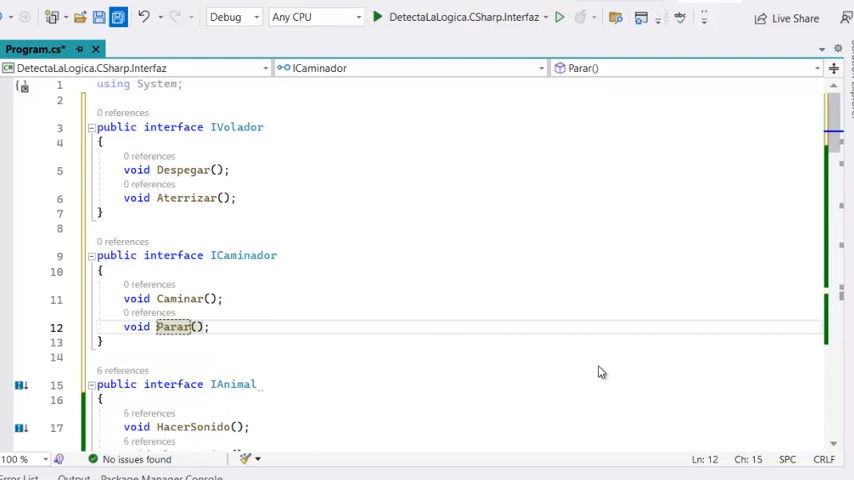 Debug Any CPU DetectaLaLogica.CSharp.Interfaz Live Share
Program.cs*
DetectaLaLogica.CSharp.Interfaz ICaminador Parar()
1 using System;
2
0 references
3 public interface IVolador
4 {
0 references
5 void Despegar();
0 references
6 void Aterrizar();
7 }
8
0 references
9 public interface ICaminador
10 {
0 references
11 void Caminar();
0 references
12 void Parar();
13 }
14
6 references
15 public interface IAnimal
16 {
6 references
17 void HacerSonido();
6 references
100 % No issues found Ln: 12 Ch: 15 SPC CRLF
Error List Output Package Manager Console